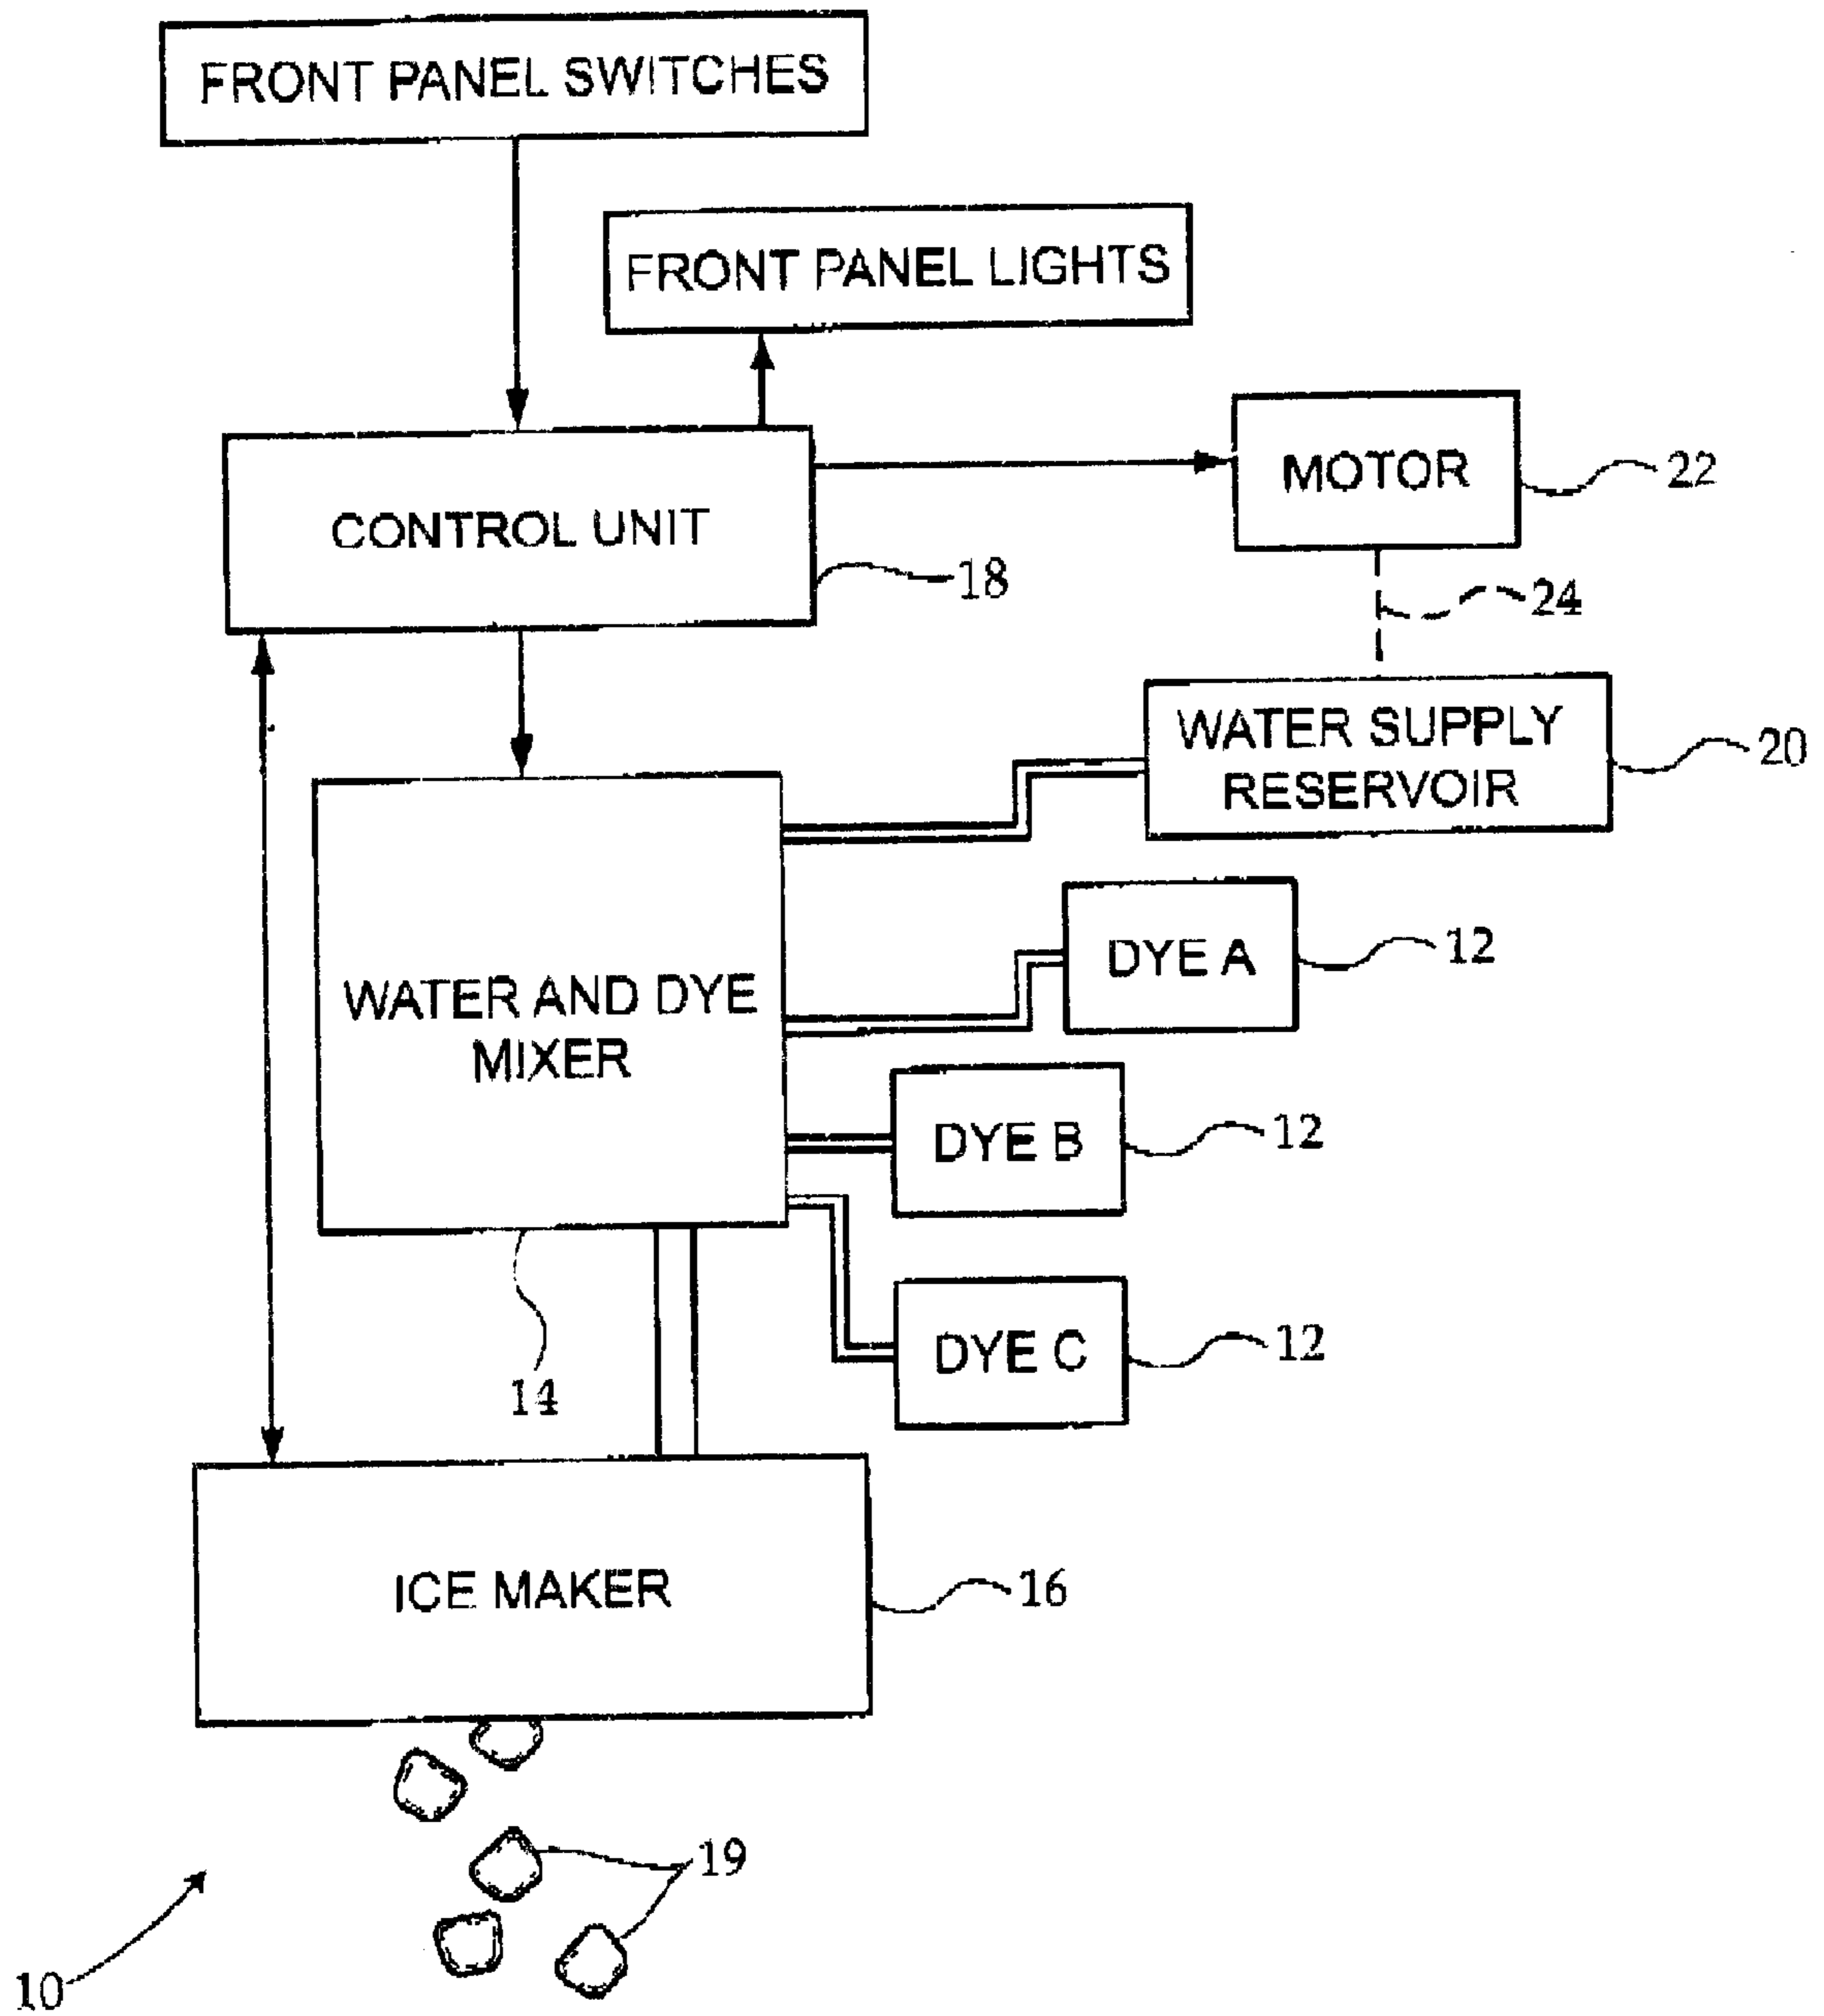 FRONT PANEL SWITCHES
FRONT PANEL LIGHTS
MOTOR
22
CONTROL UNIT
18
24
WATER SUPPLY
RESERVOIR
20
DYE A
12
WATER AND DYE
MIXER
DYE B
12
DYE C
12
14
ICE MAKER
16
19
10